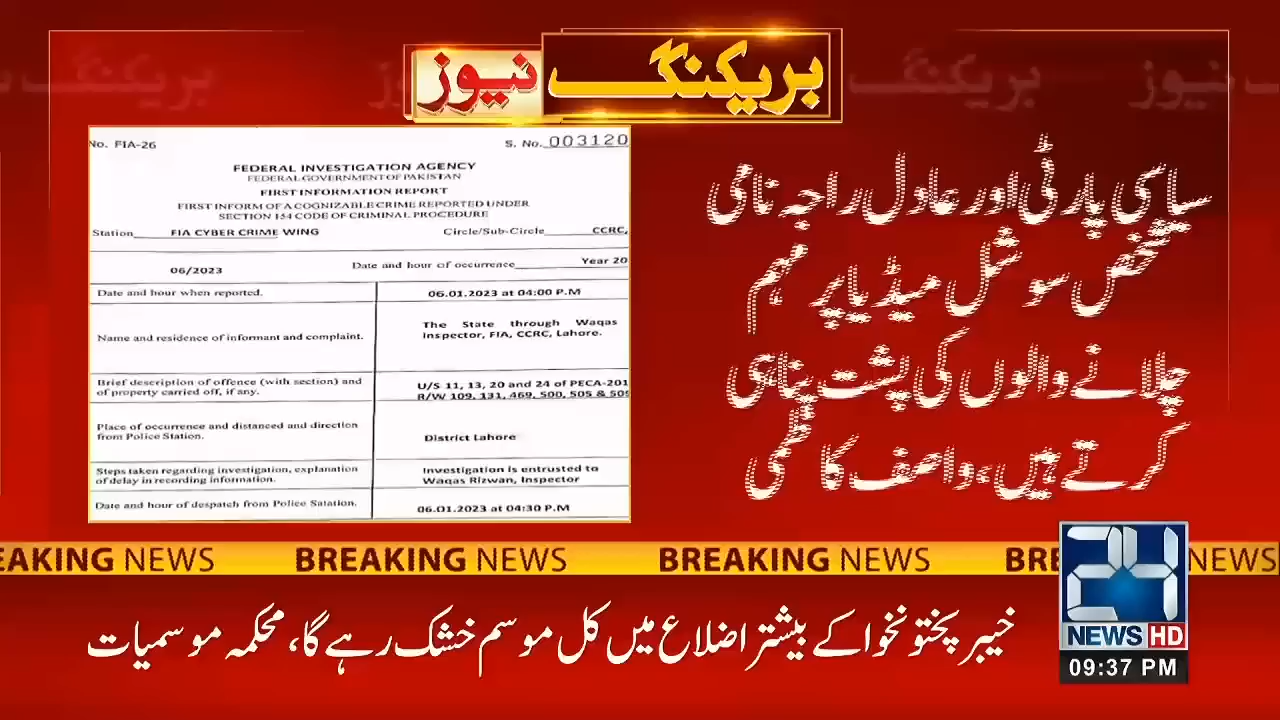 بریکنگ نیوز
No. FIA-26 S. No. 003120
FEDERAL INVESTIGATION AGENCY
FEDERAL GOVERNMENT OF PAKISTAN
FIRST INFORMATION REPORT
FIRST INFORM OF A COGNIZABLE CRIME REPORTED UNDER
SECTION 154 CODE OF CRIMINAL PROCEDURE
Station FIA CYBER CRIME WING Circle/Sub-Circle CCRC,
06/2023 Date and hour of occurrence Year 20
Date and hour when reported. 06.01.2023 at 04:00 P.M
Name and residence of informant and complaint. The State through Waqas
Inspector, FIA, CCRC, Lahore.
Brief description of offence (with section) and U/S 11, 13, 20 and 24 of PECA-201
of property carried off, if any. R/W 109, 131, 469, 500, 505 & 509
Place of occurrence and distanced and direction
from Police Station. District Lahore
Steps taken regarding investigation, explanation Investigation is entrusted to
of delay in recording information. Waqas Rizwan, Inspector
Date and hour of despatch from Police Satation. 06.01.2023 at 04:30 P.M
سیاسی پارٹی اور عادل راجہ نامی
شخص سوشل میڈیا پر مہم
چلانے والوں کی پشت پناہی
کرتے ہیں، واصف کاظمی
EAKING NEWS BREAKING NEWS BREAKING NEWS BR NEWS
خیبر پختونخوا کے بیشتر اضلاع میں کل موسم خشک رہے گا، محکمہ موسمیات
24
NEWS HD
09:37 PM